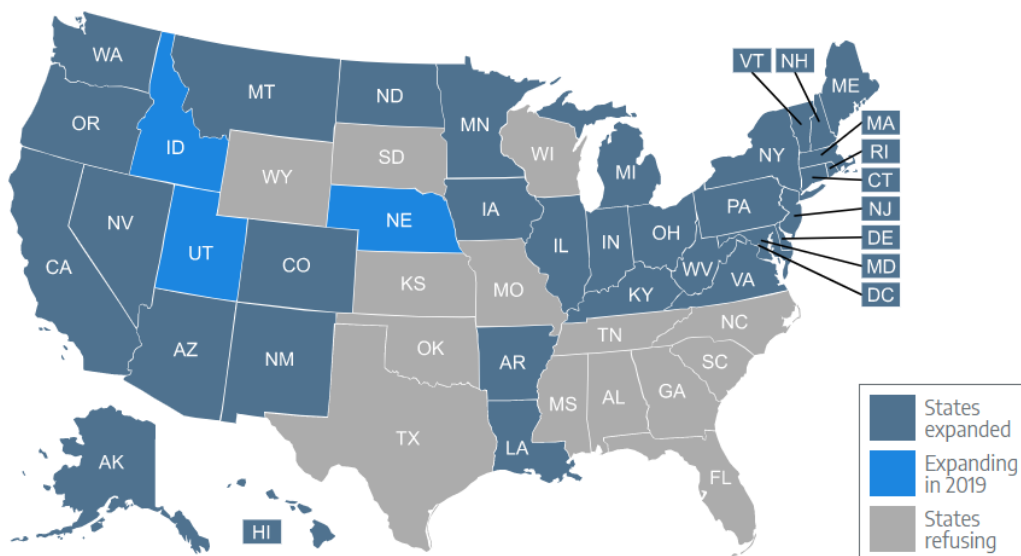 WA
OR
CA
NV
ID
MT
WY
UT
AZ
CO
NM
ND
SD
NE
KS
OK
TX
MN
IA
MO
AR
LA
WI
IL
MI
IN
OH
KY
TN
MS
AL
GA
FL
SC
NC
VA
WV
PA
NY
VT
NH
ME
MA
RI
CT
NJ
DE
MD
DC
AK
HI
States
expanded
Expanding
in 2019
States
refusing